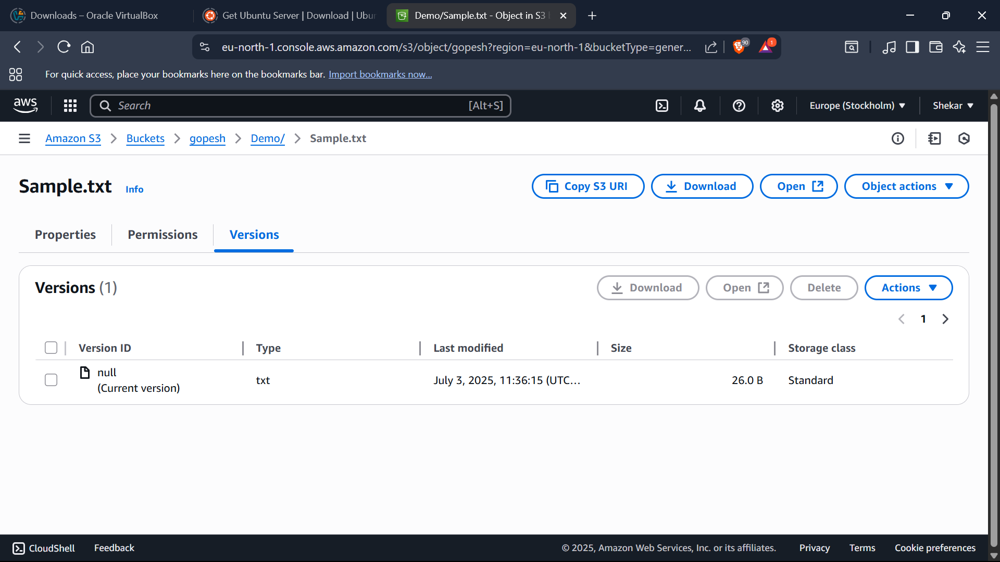 Downloads – Oracle VirtualBox
Get Ubuntu Server | Download | Ubun
Demo/Sample.txt - Object in S3
eu-north-1.console.aws.amazon.com/s3/object/gopesh?region=eu-north-1&bucketType=gener...
90
1
For quick access, place your bookmarks here on the bookmarks bar. Import bookmarks now...
aws
Search
[Alt+S]
Europe (Stockholm)
Shekar
Amazon S3
Buckets
gopesh
Demo/
Sample.txt
Sample.txt
Info
Copy S3 URI
Download
Open
Object actions
Properties
Permissions
Versions
Versions (1)
Download
Open
Delete
Actions
1
Version ID
Type
Last modified
Size
Storage class
null
(Current version)
txt
July 3, 2025, 11:36:15 (UTC...
26.0 B
Standard
CloudShell
Feedback
© 2025, Amazon Web Services, Inc. or its affiliates.
Privacy
Terms
Cookie preferences